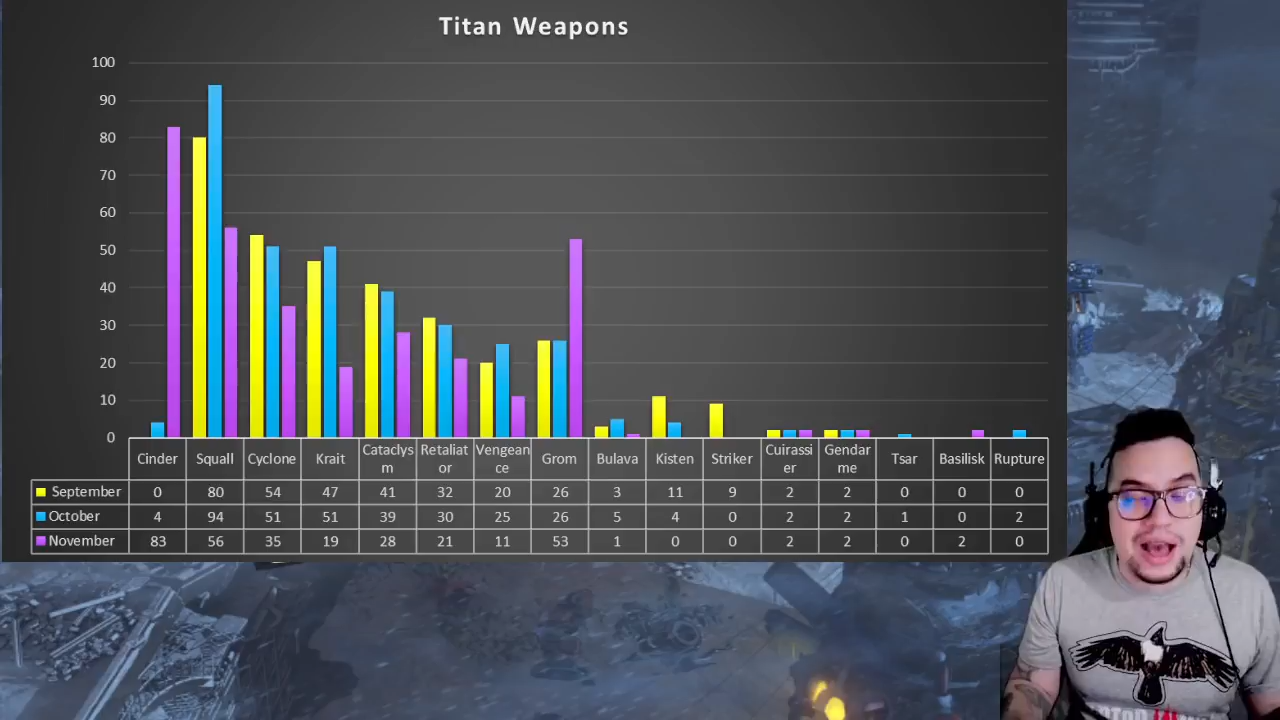 Titan Weapons
100
90
80
70
60
50
40
30
20
10
0
Cinder Squall Cyclone Krait Cataclys Retaliat Vengean Grom Bulava Kisten Striker Cuirassi Gendar Tsar Basilisk Rupture
m or ce er me
September 0 80 54 47 41 32 20 26 3 11 9 2 2 0 0 0
October 4 94 51 51 39 30 25 26 5 4 0 2 2 1 0 2
November 83 56 35 19 28 21 11 53 1 0 0 2 2 0 2 0